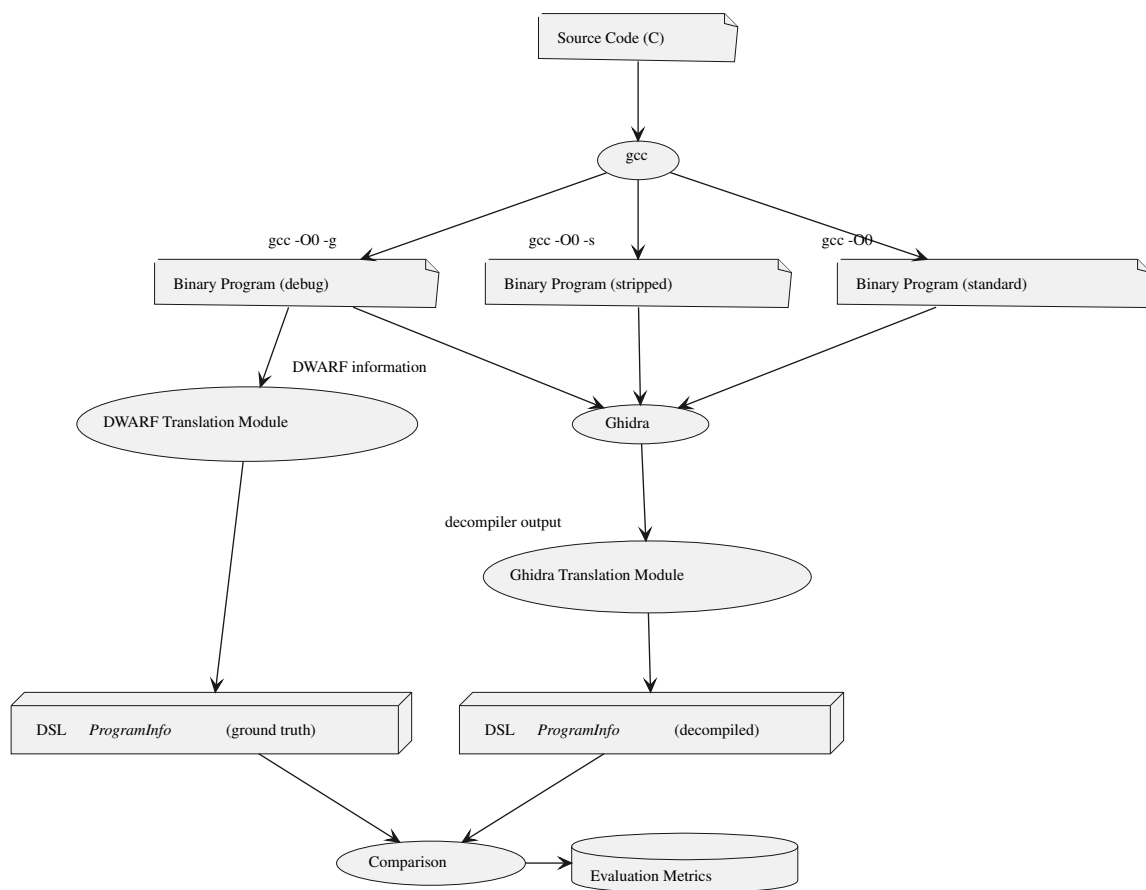 Source Code (C)
gcc
gcc -O0 -g
gcc -O0 -s
gcc -O0
Binary Program (debug)
Binary Program (stripped)
Binary Program (standard)
DWARF information
DWARF Translation Module
Ghidra
decompiler output
Ghidra Translation Module
DSL ProgramInfo (ground truth)
DSL ProgramInfo (decompiled)
Comparison
Evaluation Metrics